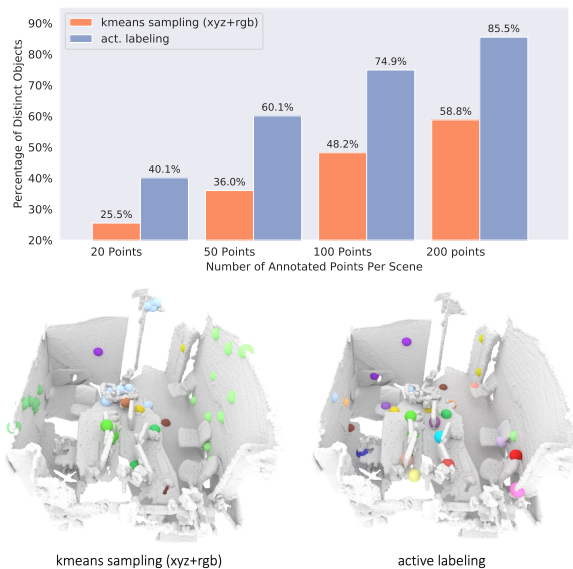 90%
80%
70%
60%
50%
40%
30%
20%
Percentage of Distinct Objects
kmeans sampling (xyz+rgb)
act. labeling
25.5%
40.1%
36.0%
60.1%
48.2%
74.9%
58.8%
85.5%
20 Points
50 Points
100 Points
200 points
Number of Annotated Points Per Scene
kmeans sampling (xyz+rgb)
active labeling